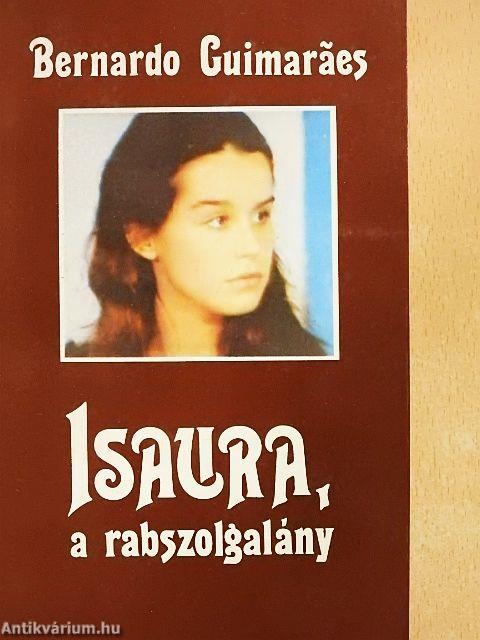 Bernardo Guimarães
ISAURA,
a rabszolgalány
Antikvárium.hu